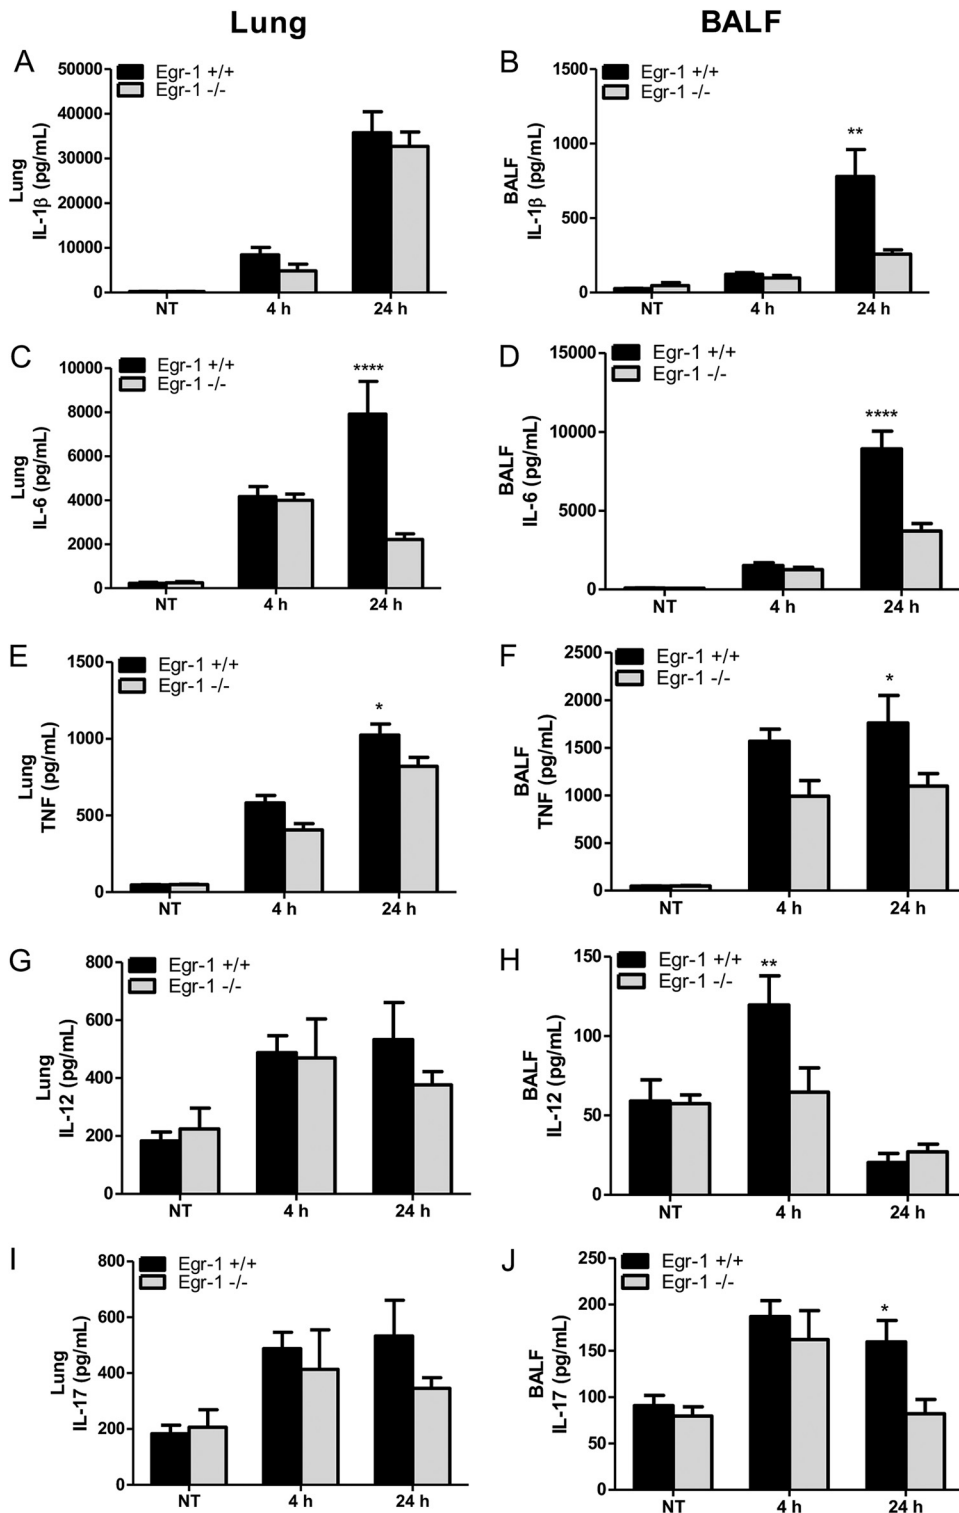 Lung
BALF
A
Lung
IL-1β (pg/mL)
50000
40000
30000
20000
10000
0
Egr-1 +/+
Egr-1 -/-
NT 4 h 24 h
B
BALF
IL-1β (pg/mL)
1500
1000
500
0
Egr-1 +/+
Egr-1 -/-
**
NT 4 h 24 h
C
Lung
IL-6 (pg/mL)
10000
8000
6000
4000
2000
0
Egr-1 +/+
Egr-1 -/-
****
NT 4 h 24 h
D
BALF
IL-6 (pg/mL)
15000
10000
5000
0
Egr-1 +/+
Egr-1 -/-
****
NT 4 h 24 h
E
Lung
TNF (pg/mL)
1500
1000
500
0
Egr-1 +/+
Egr-1 -/-
*
NT 4 h 24 h
F
BALF
TNF (pg/mL)
2500
2000
1500
1000
500
0
Egr-1 +/+
Egr-1 -/-
*
NT 4 h 24 h
G
Lung
IL-12 (pg/mL)
800
600
400
200
0
Egr-1 +/+
Egr-1 -/-
NT 4 h 24 h
H
BALF
IL-12 (pg/mL)
150
100
50
0
Egr-1 +/+
Egr-1 -/-
**
NT 4 h 24 h
I
Lung
IL-17 (pg/mL)
800
600
400
200
0
Egr-1 +/+
Egr-1 -/-
NT 4 h 24 h
J
BALF
IL-17 (pg/mL)
250
200
150
100
50
0
Egr-1 +/+
Egr-1 -/-
*
NT 4 h 24 h